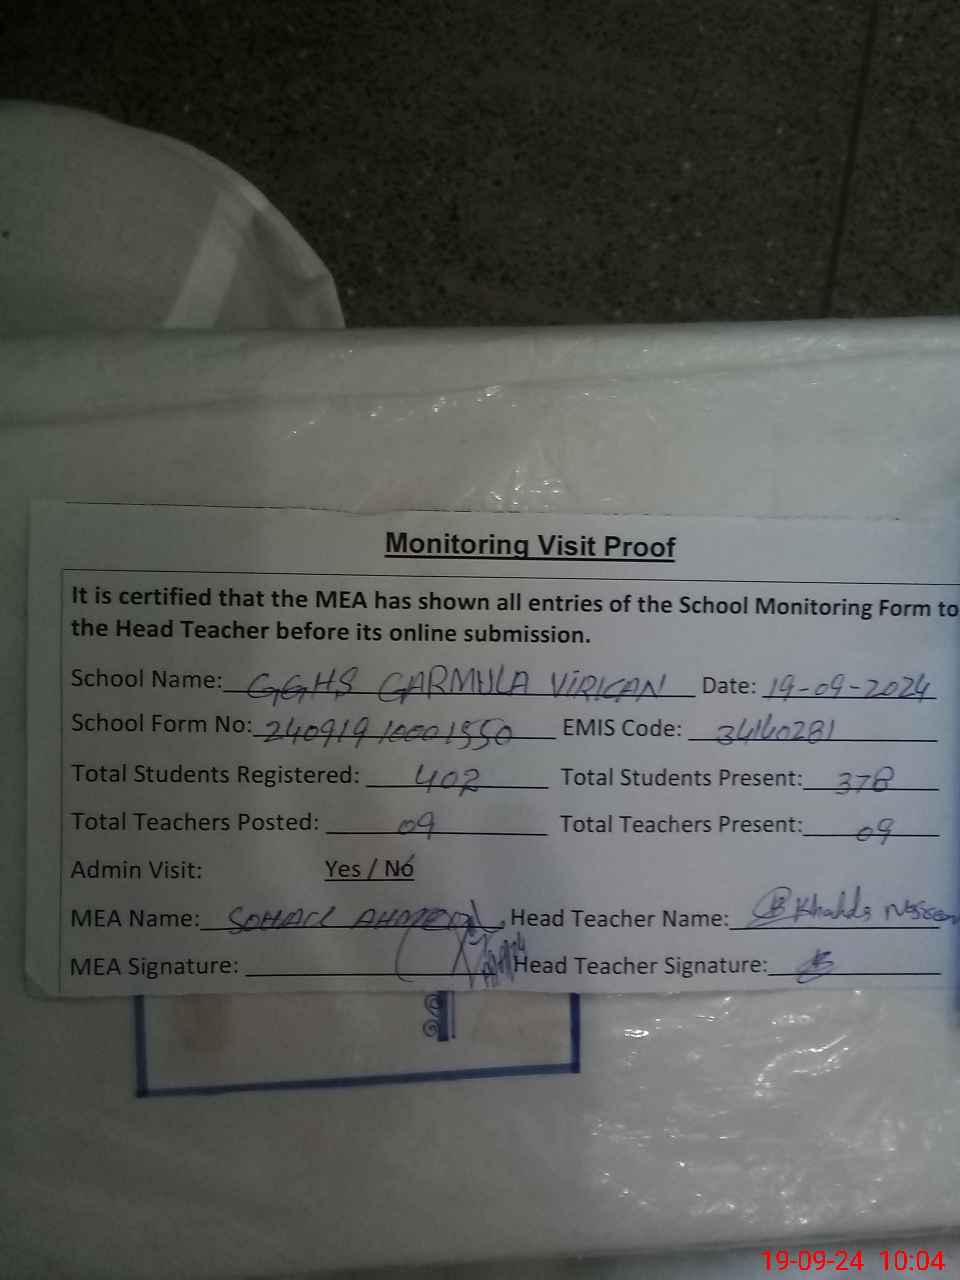 Monitoring Visit Proof
It is certified that the MEA has shown all entries of the School Monitoring Form to
the Head Teacher before its online submission.
School Name: GGHS GARMULA VIRKAN Date: 19-09-2024
School Form No: 24091910001550 EMIS Code: 34140281
Total Students Registered: 402 Total Students Present: 378
Total Teachers Posted: 09 Total Teachers Present: 09
Admin Visit: Yes / No
MEA Name: SOHAIL AHMED Head Teacher Name: Khalda
MEA Signature: Head Teacher Signature:
19-09-24 10:04